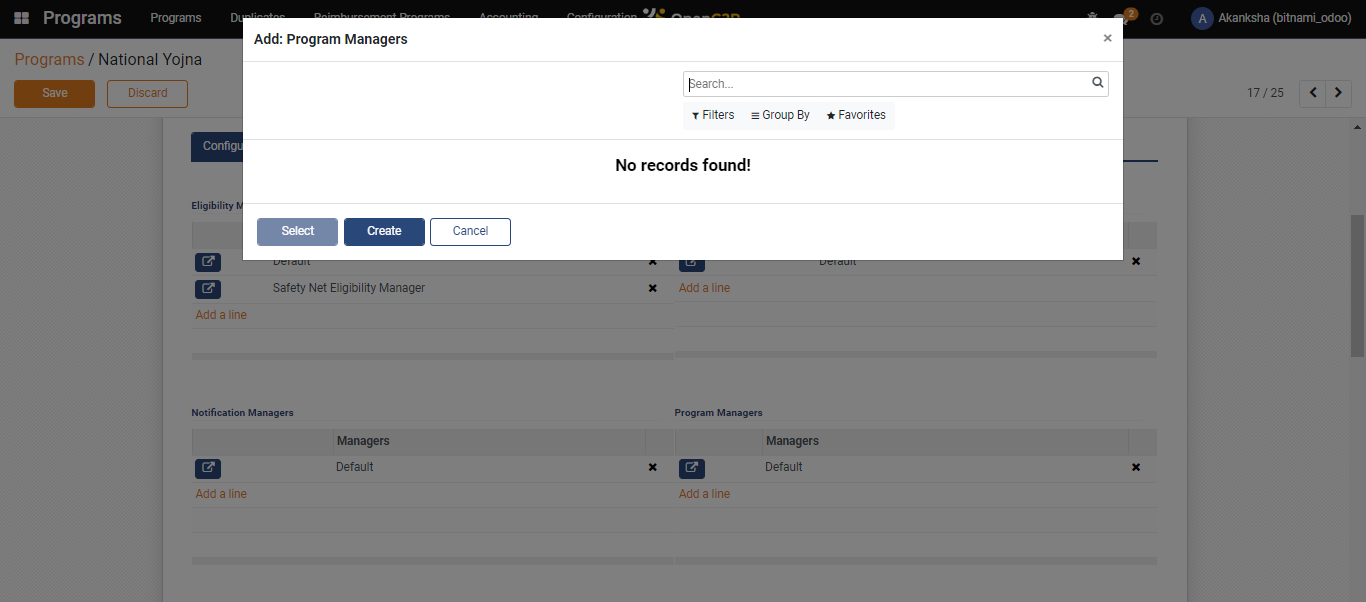 Programs Programs Duplicates Reimbursement Programs Accounting Configuration OpenG2P 2 A Akanksha (bitnami_odoo)
Programs / National Yojna
Save Discard
17 / 25
Add: Program Managers ×
Search...
Filters Group By Favorites
No records found!
Select Create Cancel
Configu
Eligibility M
Default
Default
Safety Net Eligibility Manager
Add a line
Add a line
Notification Managers
Program Managers
Managers
Managers
Default
Default
Add a line
Add a line